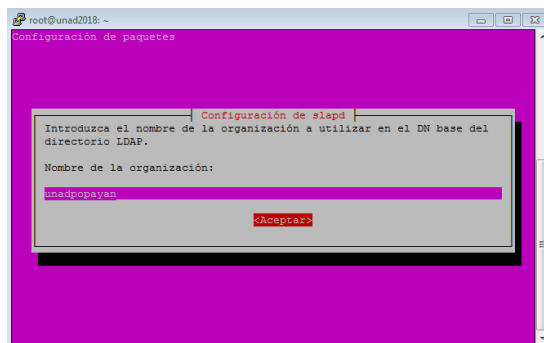 root@unad2018: ~
Configuración de paquetes
Configuración de slapd
Introduzca el nombre de la organización a utilizar en el DN base del
directorio LDAP.
Nombre de la organización:
unadpopayan
<Aceptar>